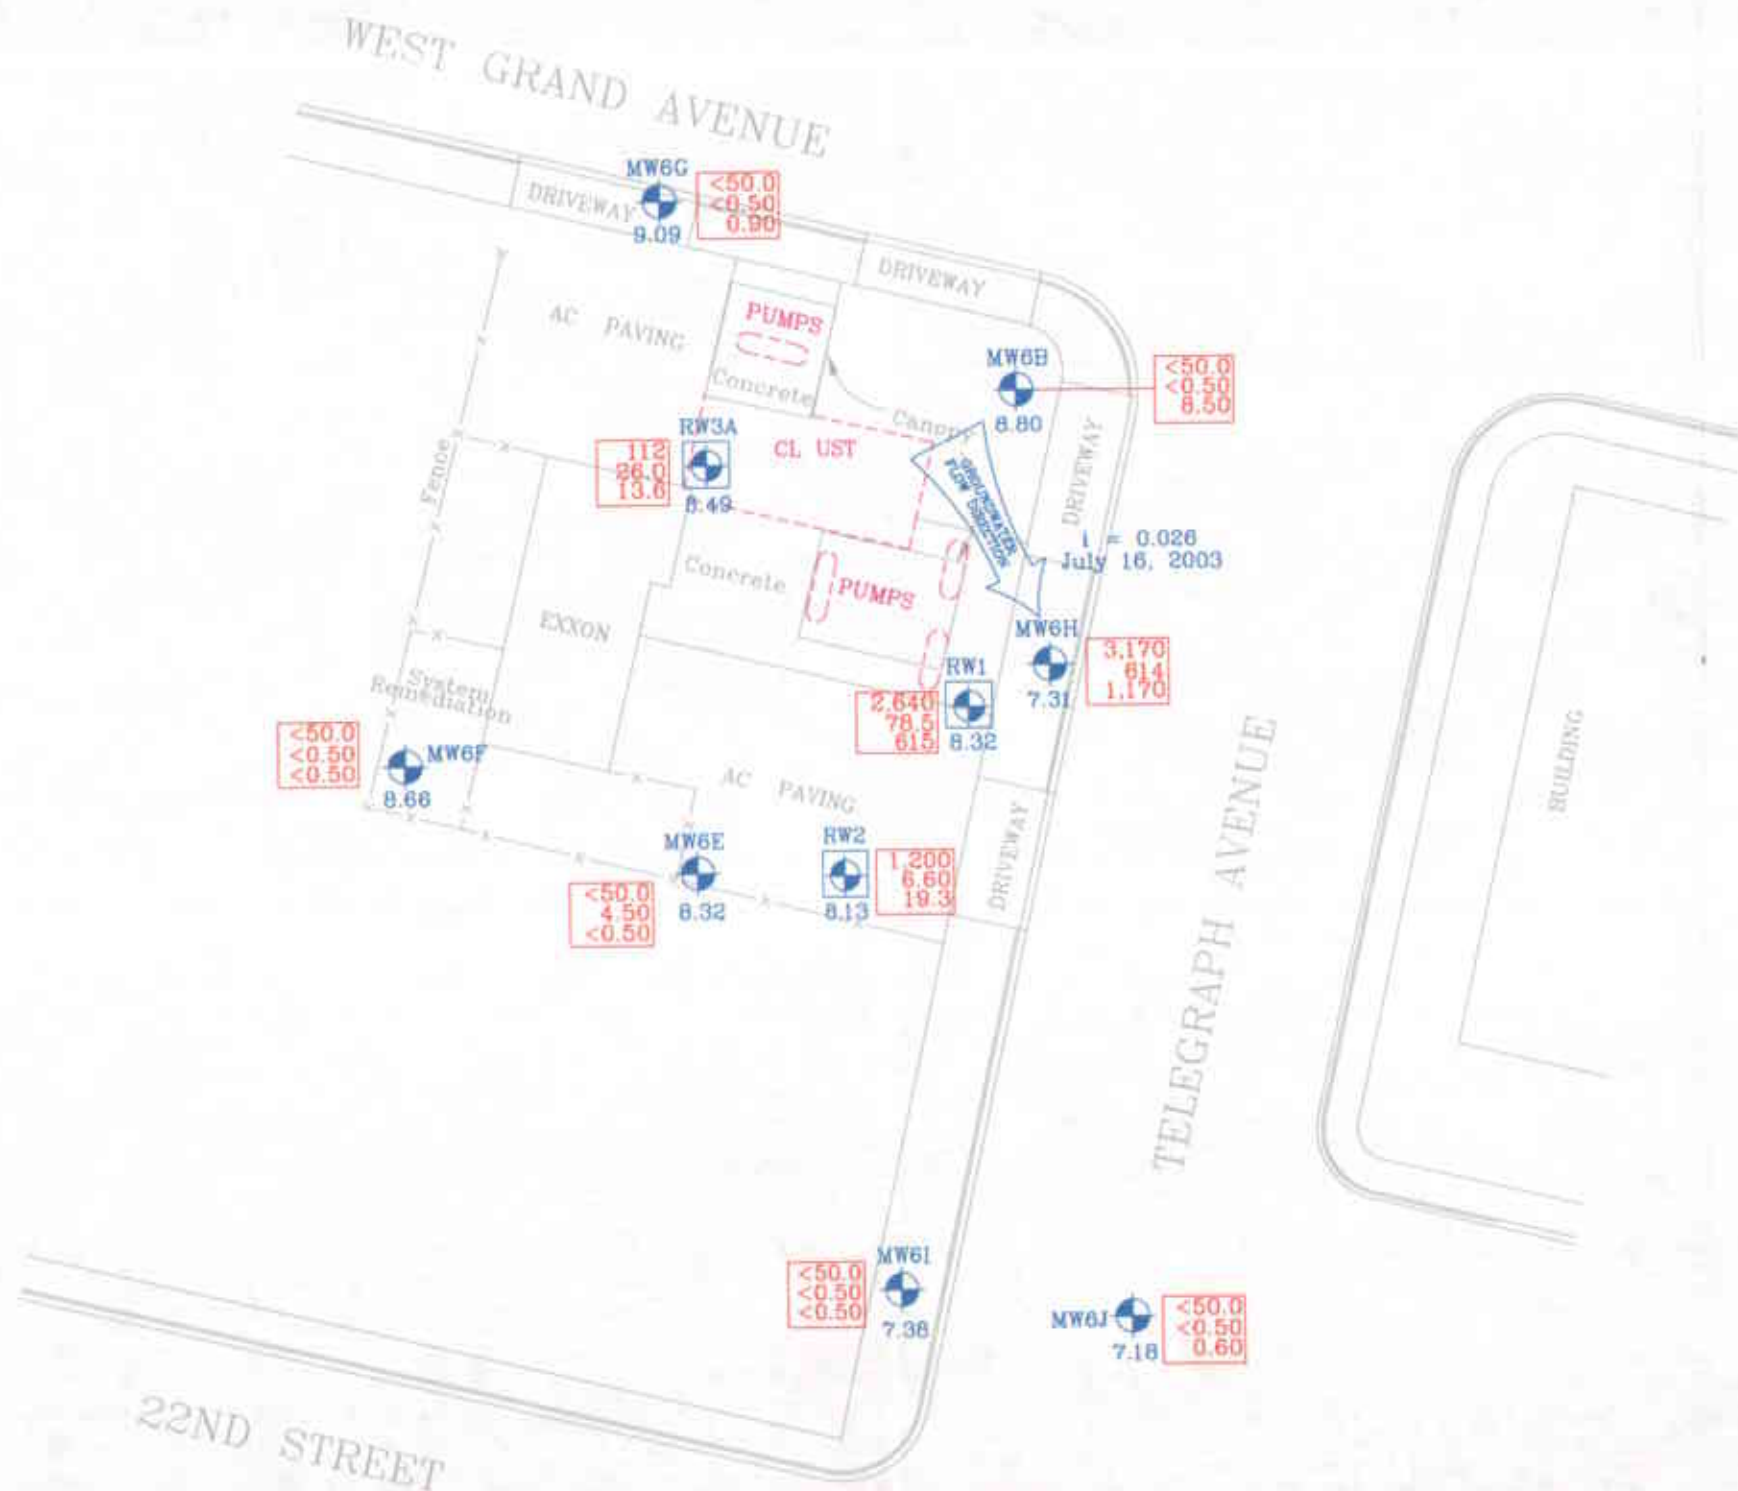 WEST GRAND AVENUE
MW6G
<50.0
<0.50
0.90
DRIVEWAY
9.09
DRIVEWAY
AC PAVING
PUMPS
Concrete
Canopy
MW6B
<50.0
<0.50
8.50
8.80
RW3A
112
26.0
13.6
8.49
CL UST
Fence
GROUNDWATER
FLOW DIRECTION
DRIVEWAY
i = 0.026
July 16, 2003
Concrete
PUMPS
EXXON
MW6H
3,170
614
1,170
7.31
RW1
2,640
78.5
615
8.32
System
Remediation
<50.0
<0.50
<0.50
MW6F
8.66
AC PAVING
MW6E
<50.0
4.50
<0.50
8.32
RW2
1,200
6.60
19.3
8.13
DRIVEWAY
TELEGRAPH AVENUE
BUILDING
MW6I
<50.0
<0.50
<0.50
7.38
MW6J
<50.0
<0.50
0.60
7.18
22ND STREET